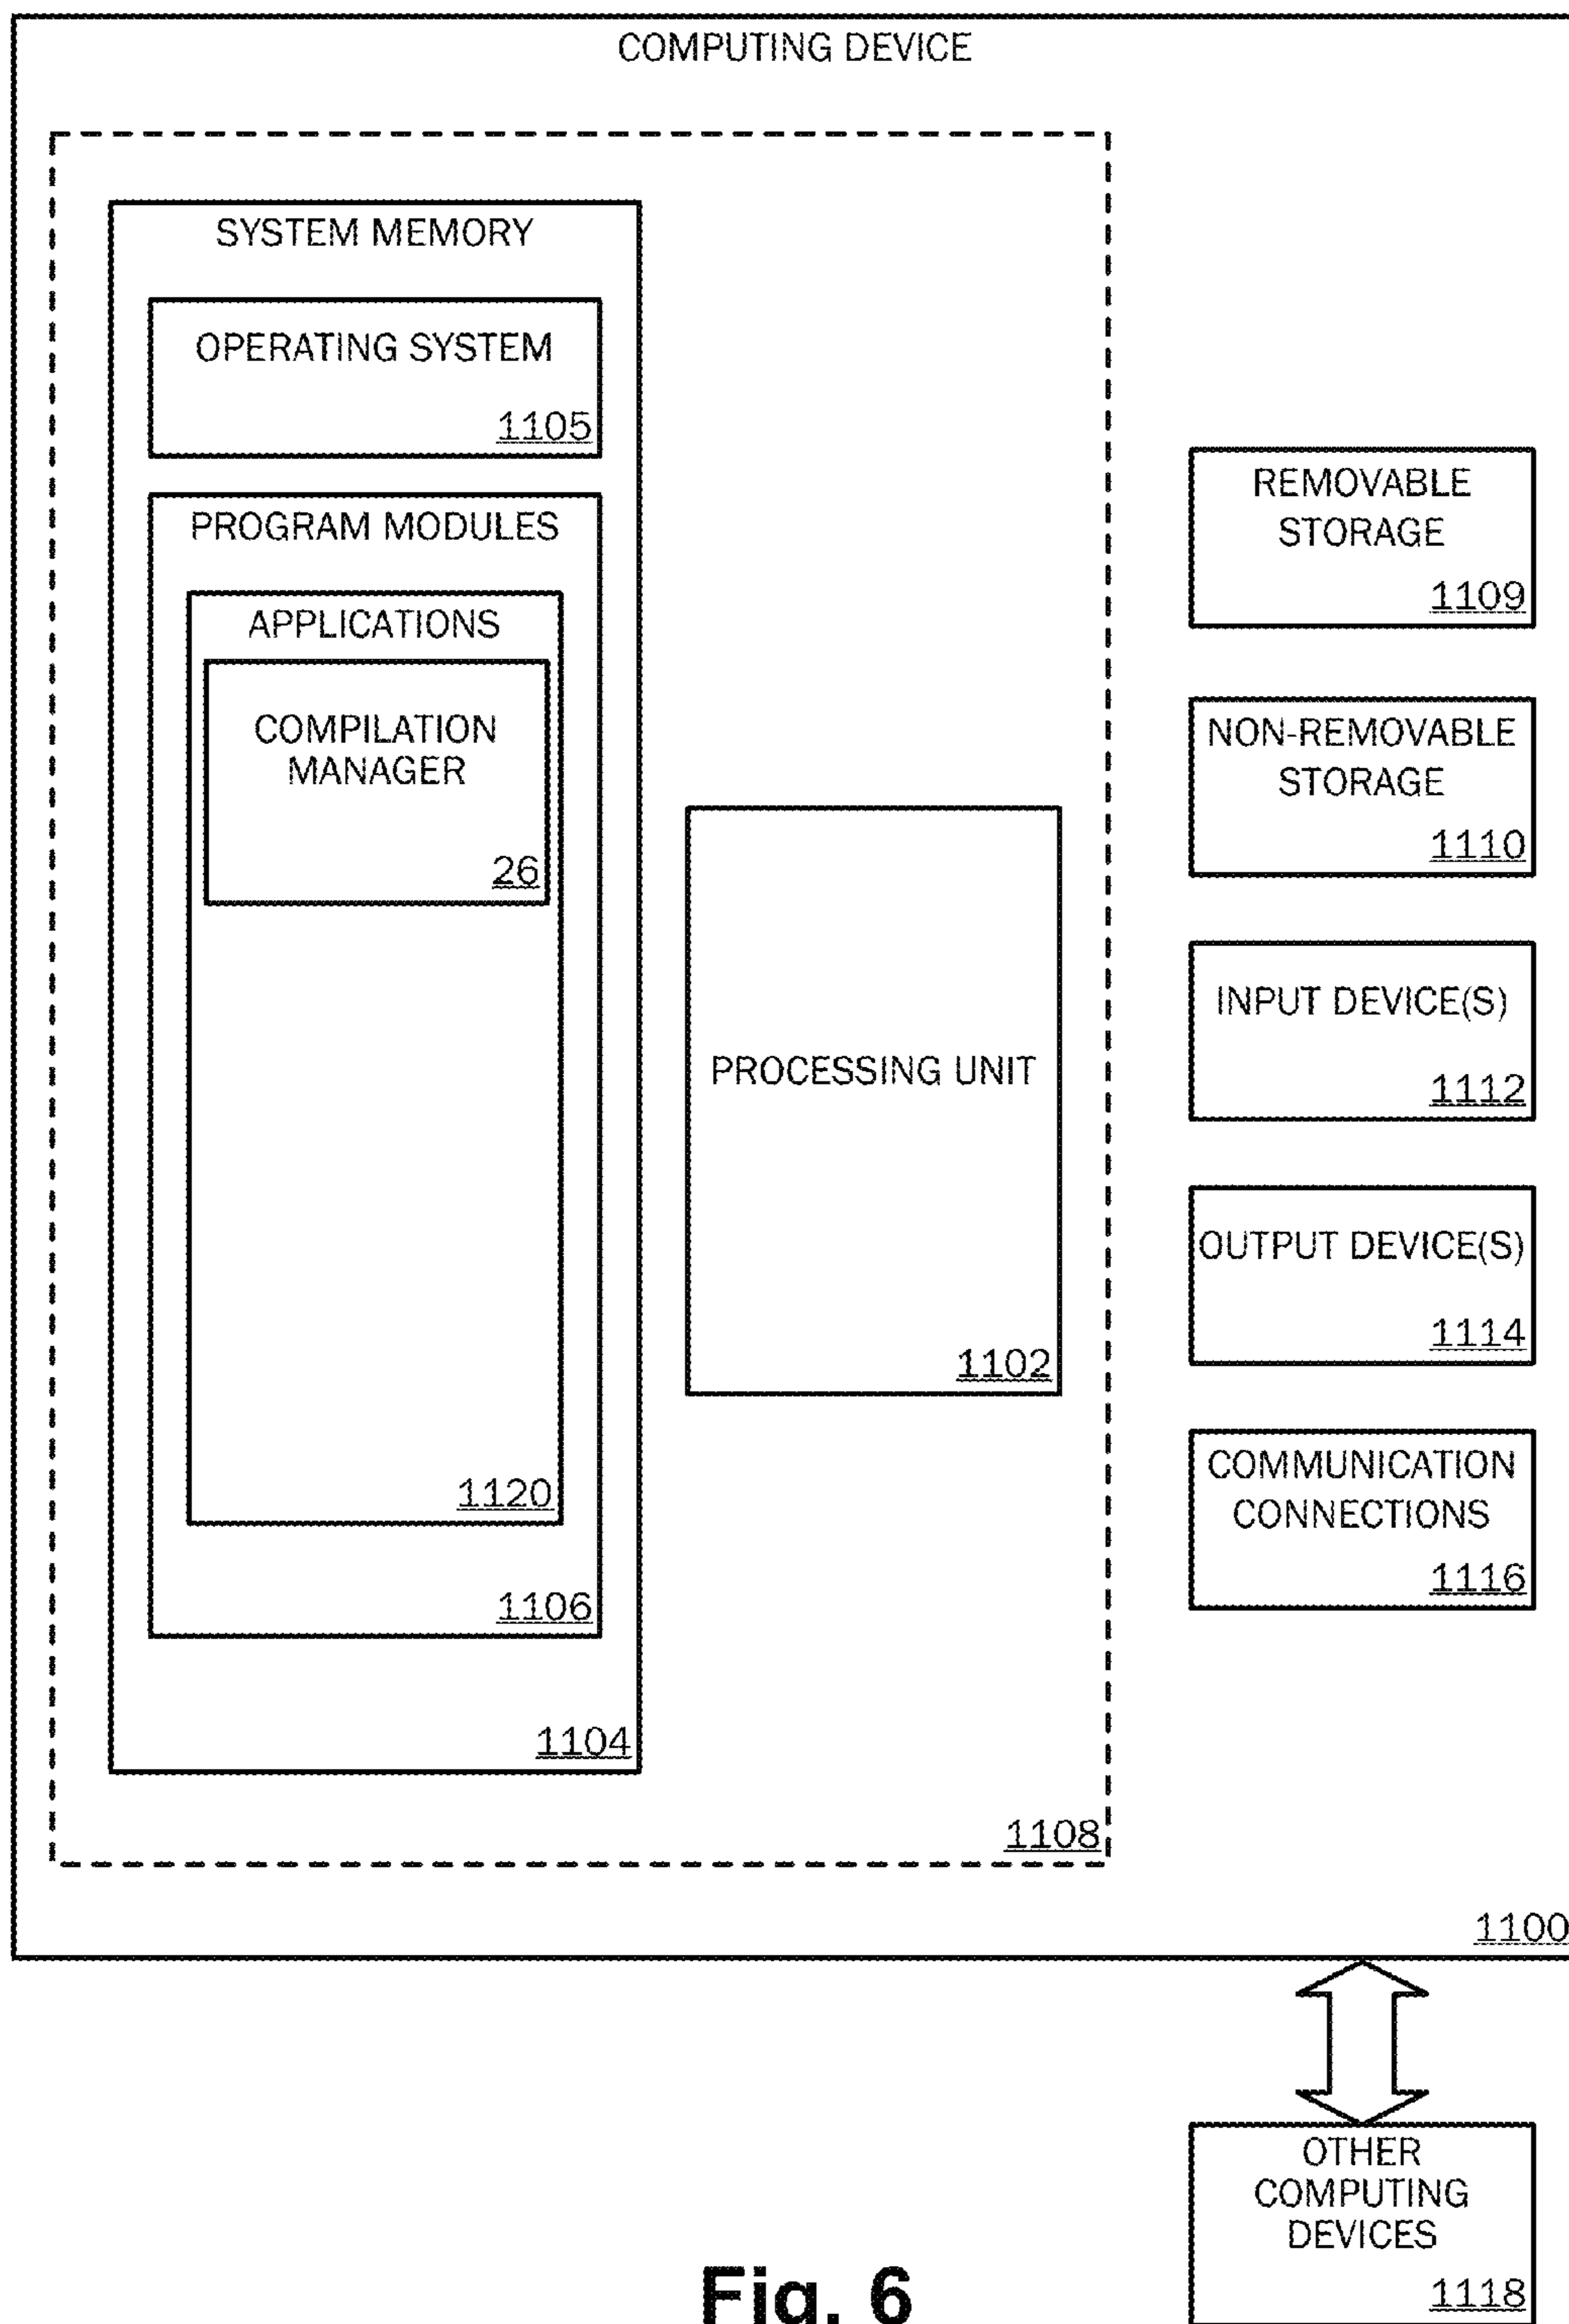 COMPUTING DEVICE
SYSTEM MEMORY
OPERATING SYSTEM
1105
PROGRAM MODULES
APPLICATIONS
COMPILATION
MANAGER
26
1120
1106
1104
PROCESSING UNIT
1102
1108
REMOVABLE
STORAGE
1109
NON-REMOVABLE
STORAGE
1110
INPUT DEVICE(S)
1112
OUTPUT DEVICE(S)
1114
COMMUNICATION
CONNECTIONS
1116
1100
OTHER
COMPUTING
DEVICES
1118
Fig. 6